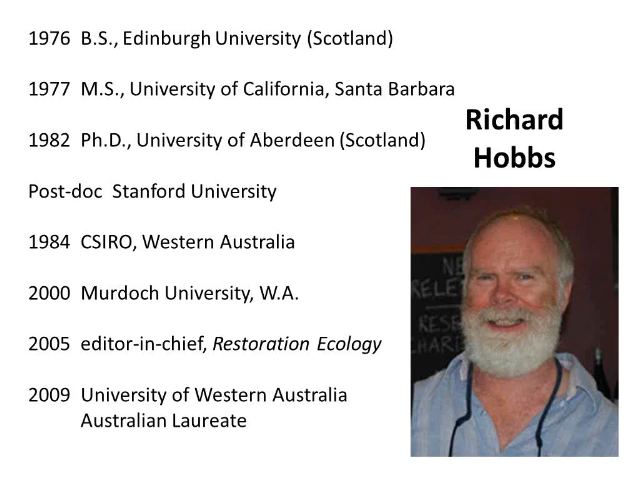 1976 B.S., Edinburgh University (Scotland)
1977 M.S., University of California, Santa Barbara
1982 Ph.D., University of Aberdeen (Scotland)
Richard
Hobbs
Post-doc Stanford University
1984 CSIRO, Western Australia
2000 Murdoch University, W.A.
2005 editor-in-chief, Restoration Ecology
2009 University of Western Australia
Australian Laureate